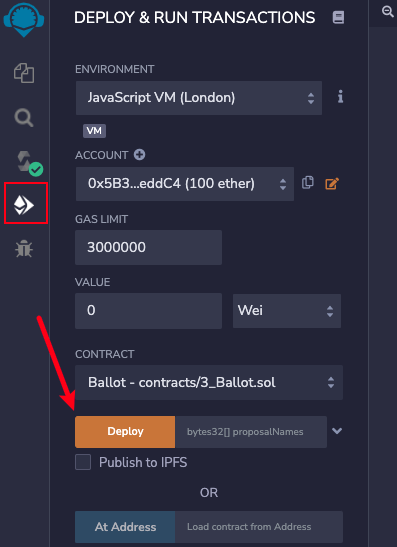 DEPLOY & RUN TRANSACTIONS
ENVIRONMENT
JavaScript VM (London)
VM
ACCOUNT
0x5B3...eddC4 (100 ether)
GAS LIMIT
3000000
VALUE
0
Wei
CONTRACT
Ballot - contracts/3_Ballot.sol
Deploy
bytes32[] proposalNames
Publish to IPFS
OR
At Address
Load contract from Address